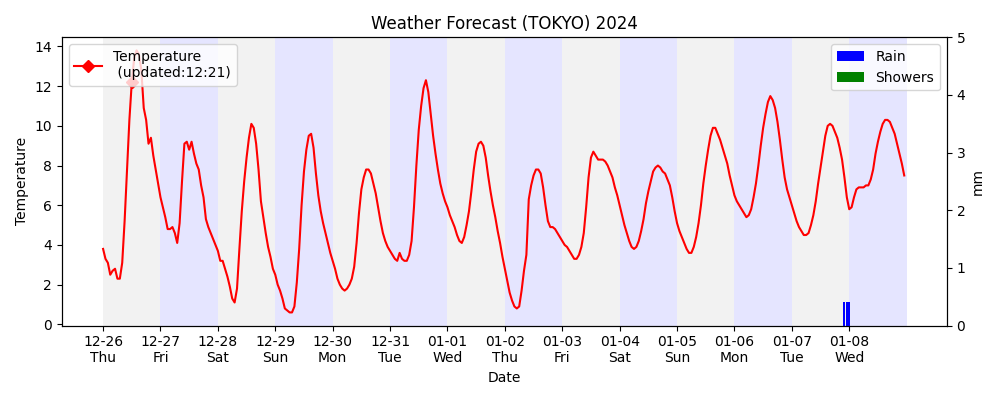 Weather Forecast (TOKYO) 2024
Temperature
(updated:12:21)
Rain
Showers
Temperature
14
12
10
8
6
4
2
0
5
4
3
2
1
0
mm
12-26 12-27 12-28 12-29 12-30 12-31 01-01 01-02 01-03 01-04 01-05 01-06 01-07 01-08
Thu Fri Sat Sun Mon Tue Wed Thu Fri Sat Sun Mon Tue Wed
Date